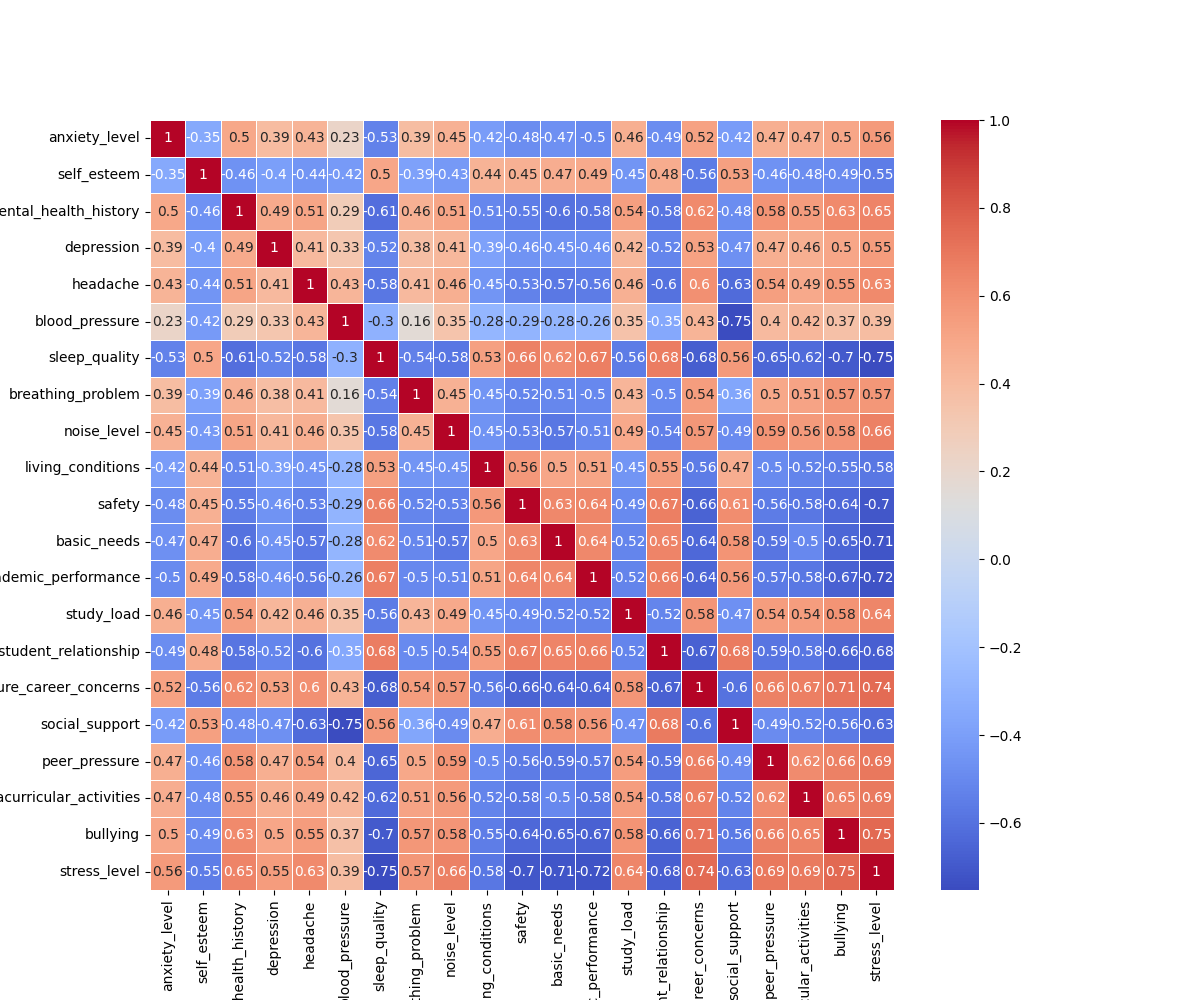 anxiety_level 1 -0.35 0.5 0.39 0.43 0.23 -0.53 0.39 0.45 -0.42 -0.48 -0.47 -0.5 0.46 -0.49 0.52 -0.42 0.47 0.47 0.5 0.56
self_esteem -0.35 1 -0.46 -0.4 -0.44 -0.42 0.5 -0.39 -0.43 0.44 0.45 0.47 0.49 -0.45 0.48 -0.56 0.53 -0.46 -0.48 -0.49 -0.55
ental_health_history 0.5 -0.46 1 0.49 0.51 0.29 -0.61 0.46 0.51 -0.51 -0.55 -0.6 -0.58 0.54 -0.58 0.62 -0.48 0.58 0.55 0.63 0.65
depression 0.39 -0.4 0.49 1 0.41 0.33 -0.52 0.38 0.41 -0.39 -0.46 -0.45 -0.46 0.42 -0.52 0.53 -0.47 0.47 0.46 0.5 0.55
headache 0.43 -0.44 0.51 0.41 1 0.43 -0.58 0.41 0.46 -0.45 -0.53 -0.57 -0.56 0.46 -0.6 0.6 -0.63 0.54 0.49 0.55 0.63
blood_pressure 0.23 -0.42 0.29 0.33 0.43 1 -0.3 0.16 0.35 -0.28 -0.29 -0.28 -0.26 0.35 -0.35 0.43 -0.75 0.4 0.42 0.37 0.39
sleep_quality -0.53 0.5 -0.61 -0.52 -0.58 -0.3 1 -0.54 -0.58 0.53 0.66 0.62 0.67 -0.56 0.68 -0.68 0.56 -0.65 -0.62 -0.7 -0.75
breathing_problem 0.39 -0.39 0.46 0.38 0.41 0.16 -0.54 1 0.45 -0.45 -0.52 -0.51 -0.5 0.43 -0.5 0.54 -0.36 0.5 0.51 0.57 0.57
noise_level 0.45 -0.43 0.51 0.41 0.46 0.35 -0.58 0.45 1 -0.45 -0.53 -0.57 -0.51 0.49 -0.54 0.57 -0.49 0.59 0.56 0.58 0.66
living_conditions -0.42 0.44 -0.51 -0.39 -0.45 -0.28 0.53 -0.45 -0.45 1 0.56 0.5 0.51 -0.45 0.55 -0.56 0.47 -0.5 -0.52 -0.55 -0.58
safety -0.48 0.45 -0.55 -0.46 -0.53 -0.29 0.66 -0.52 -0.53 0.56 1 0.63 0.64 -0.49 0.67 -0.66 0.61 -0.56 -0.58 -0.64 -0.7
basic_needs -0.47 0.47 -0.6 -0.45 -0.57 -0.28 0.62 -0.51 -0.57 0.5 0.63 1 0.64 -0.52 0.65 -0.64 0.58 -0.59 -0.5 -0.65 -0.71
demic_performance -0.5 0.49 -0.58 -0.46 -0.56 -0.26 0.67 -0.5 -0.51 0.51 0.64 0.64 1 -0.52 0.66 -0.64 0.56 -0.57 -0.58 -0.67 -0.72
study_load 0.46 -0.45 0.54 0.42 0.46 0.35 -0.56 0.43 0.49 -0.45 -0.49 -0.52 -0.52 1 -0.52 0.58 -0.47 0.54 0.54 0.58 0.64
student_relationship -0.49 0.48 -0.58 -0.52 -0.6 -0.35 0.68 -0.5 -0.54 0.55 0.67 0.65 0.66 -0.52 1 -0.67 0.68 -0.59 -0.58 -0.66 -0.68
ure_career_concerns 0.52 -0.56 0.62 0.53 0.6 0.43 -0.68 0.54 0.57 -0.56 -0.66 -0.64 -0.64 0.58 -0.67 1 -0.6 0.66 0.67 0.71 0.74
social_support -0.42 0.53 -0.48 -0.47 -0.63 -0.75 0.56 -0.36 -0.49 0.47 0.61 0.58 0.56 -0.47 0.68 -0.6 1 -0.49 -0.52 -0.56 -0.63
peer_pressure 0.47 -0.46 0.58 0.47 0.54 0.4 -0.65 0.5 0.59 -0.5 -0.56 -0.59 -0.57 0.54 -0.59 0.66 -0.49 1 0.62 0.66 0.69
acurricular_activities 0.47 -0.48 0.55 0.46 0.49 0.42 -0.62 0.51 0.56 -0.52 -0.58 -0.5 -0.58 0.54 -0.58 0.67 -0.52 0.62 1 0.65 0.69
bullying 0.5 -0.49 0.63 0.5 0.55 0.37 -0.7 0.57 0.58 -0.55 -0.64 -0.65 -0.67 0.58 -0.66 0.71 -0.56 0.66 0.65 1 0.75
stress_level 0.56 -0.55 0.65 0.55 0.63 0.39 -0.75 0.57 0.66 -0.58 -0.7 -0.71 -0.72 0.64 -0.68 0.74 -0.63 0.69 0.69 0.75 1
anxiety_level
self_esteem
health_history
depression
headache
blood_pressure
sleep_quality
thing_problem
noise_level
ng_conditions
safety
basic_needs
_performance
study_load
nt_relationship
reer_concerns
social_support
peer_pressure
cular_activities
bullying
stress_level
1.0
0.8
0.6
0.4
0.2
0.0
−0.2
−0.4
−0.6